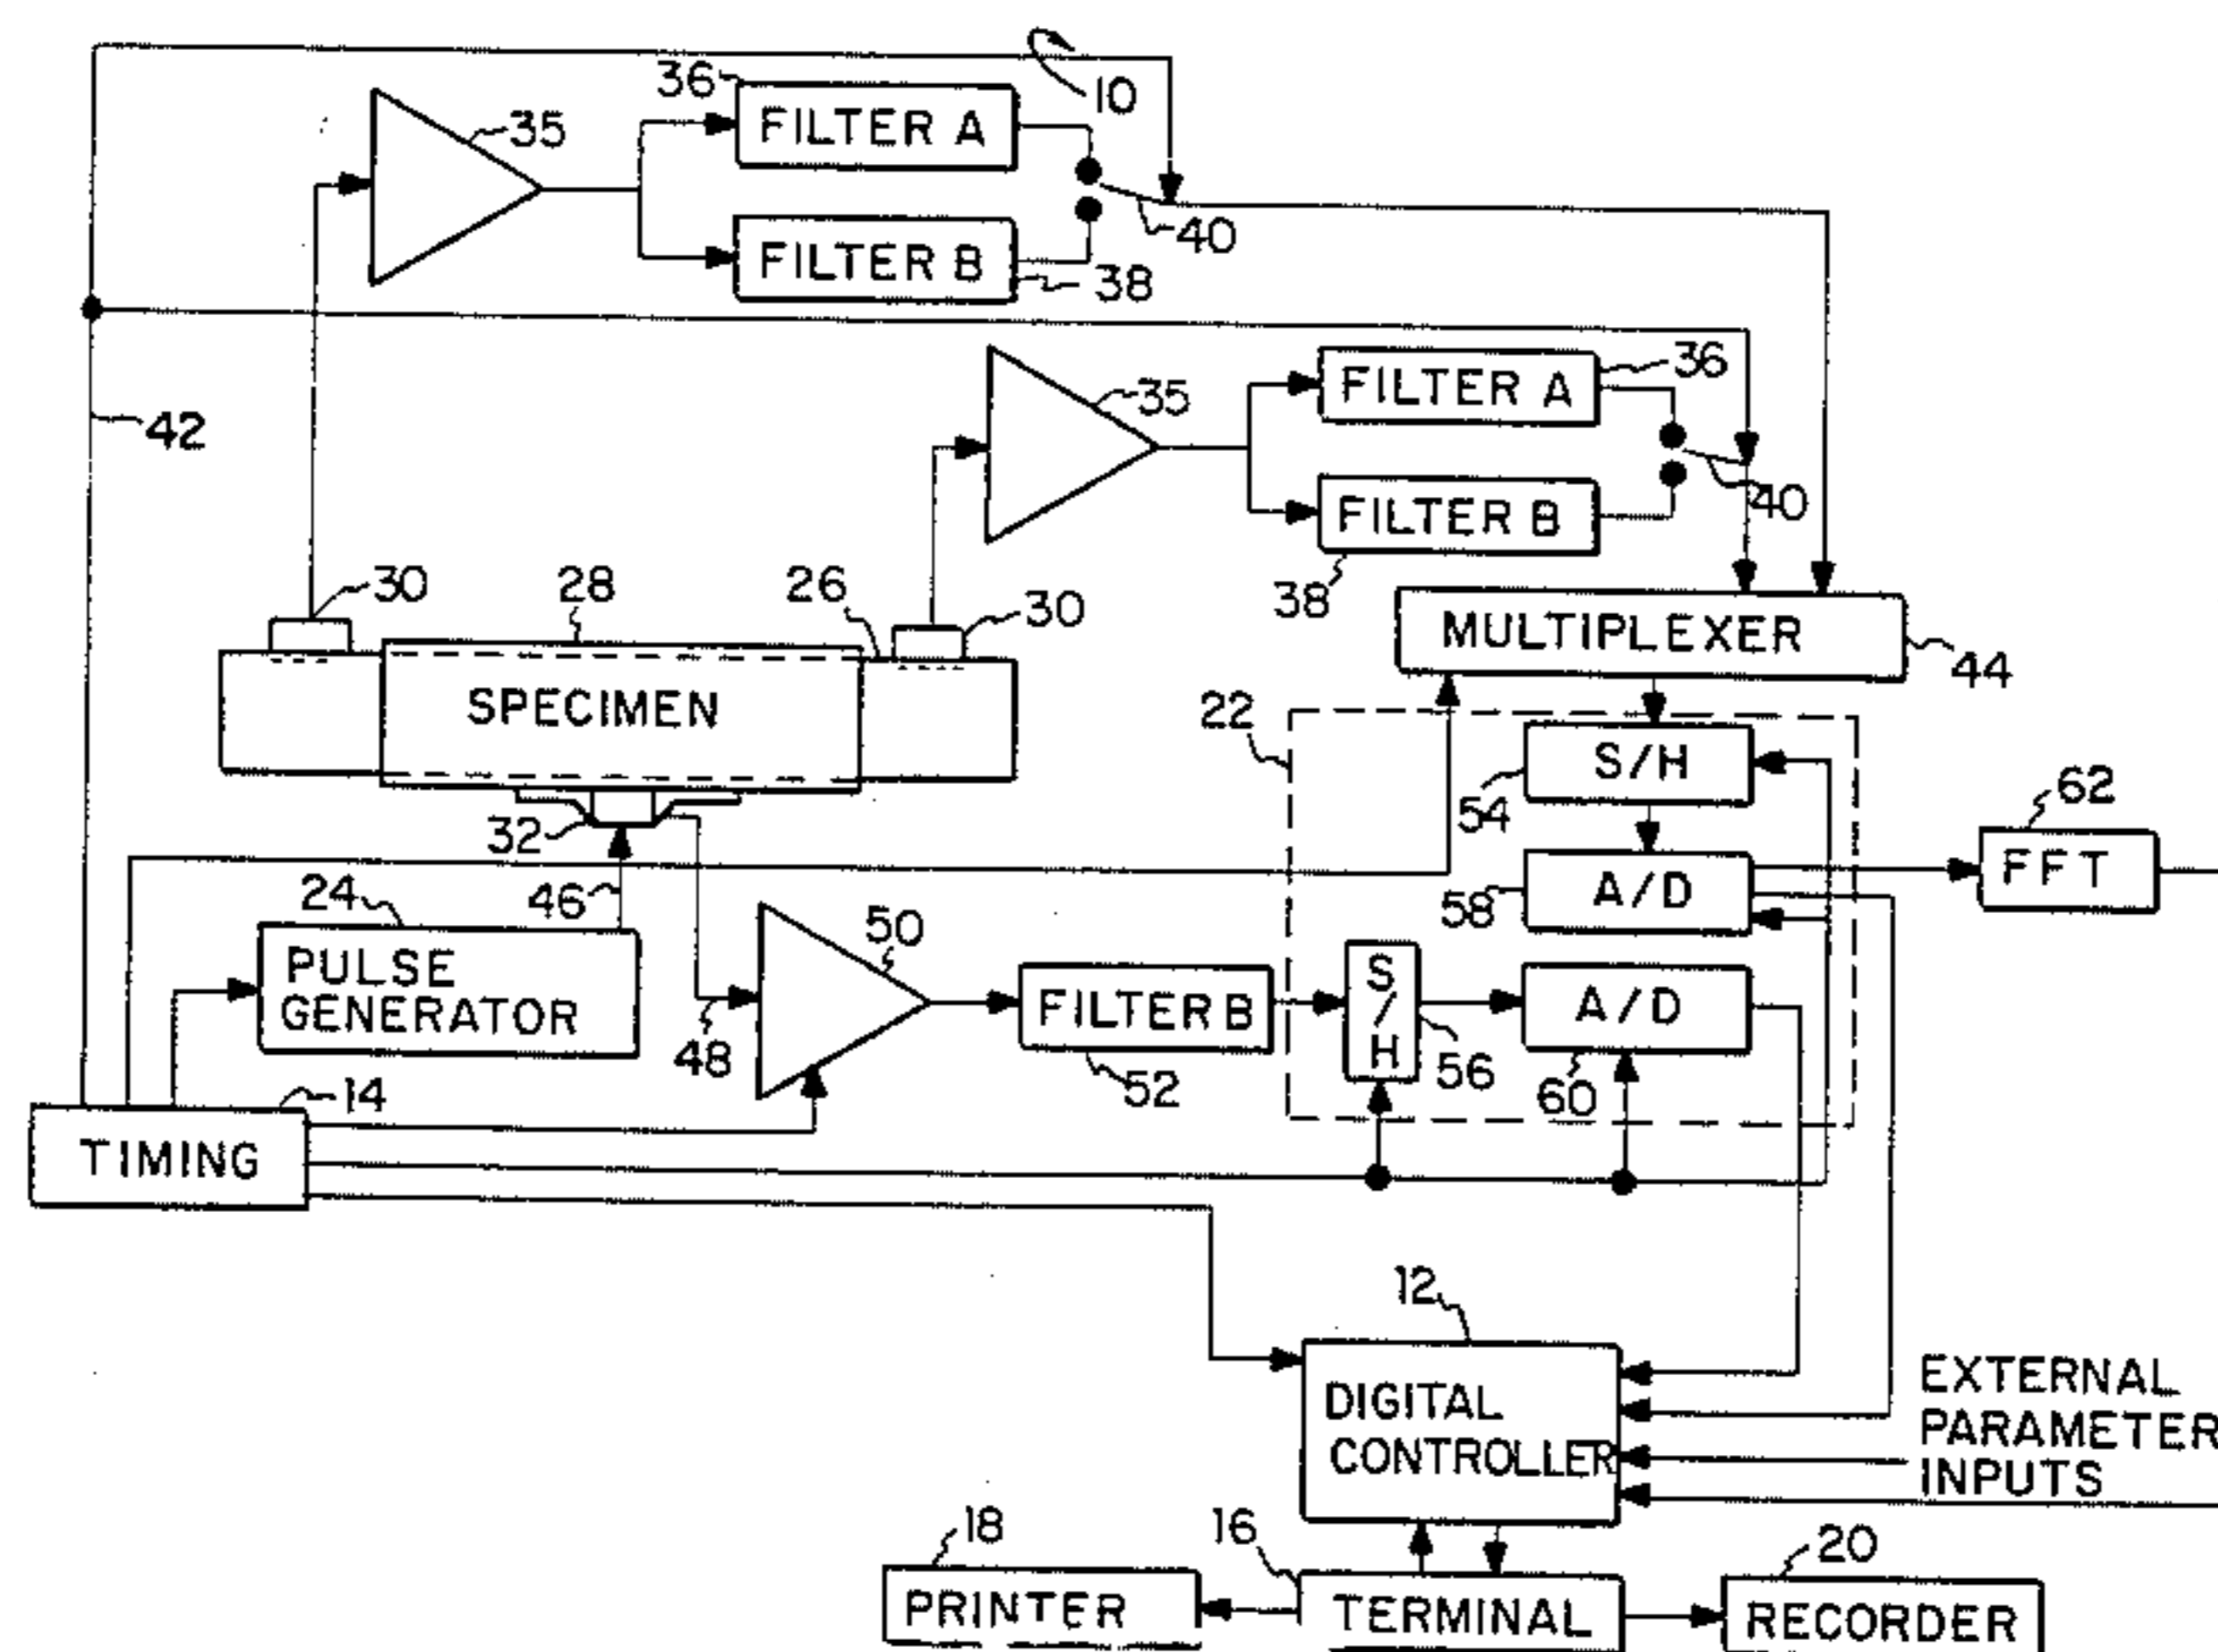 10
36
FILTER A
35
40
FILTER B
38
36
FILTER A
35
42
40
FILTER B
38
30
28
26
30
MULTIPLEXER
44
SPECIMEN
22
S/H
54
62
32
FFT
58
A/D
24
46
50
PULSE
GENERATOR
48
FILTER B
52
S
/
H
56
A/D
60
14
TIMING
12
DIGITAL
CONTROLLER
EXTERNAL
PARAMETER
INPUTS
18
16
20
PRINTER
TERMINAL
RECORDER